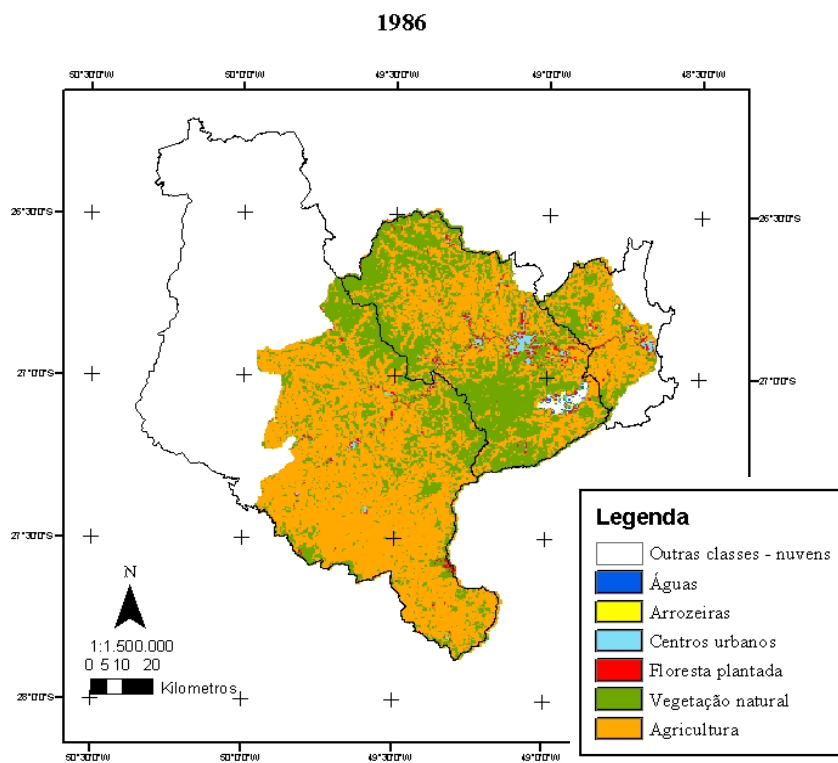 1986
50°30'0"W 50°0'0"W 49°30'0"W 49°0'0"W 48°30'0"W
26°30'0"S 26°30'0"S
27°0'0"S 27°0'0"S
27°30'0"S
28°0'0"S
N
1:1.500.000
0 5 10 20
Kilometros
50°30'0"W 50°0'0"W 49°30'0"W 49°0'0"W
Legenda
Outras classes - nuvens
Águas
Arrozeiras
Centros urbanos
Floresta plantada
Vegetação natural
Agricultura